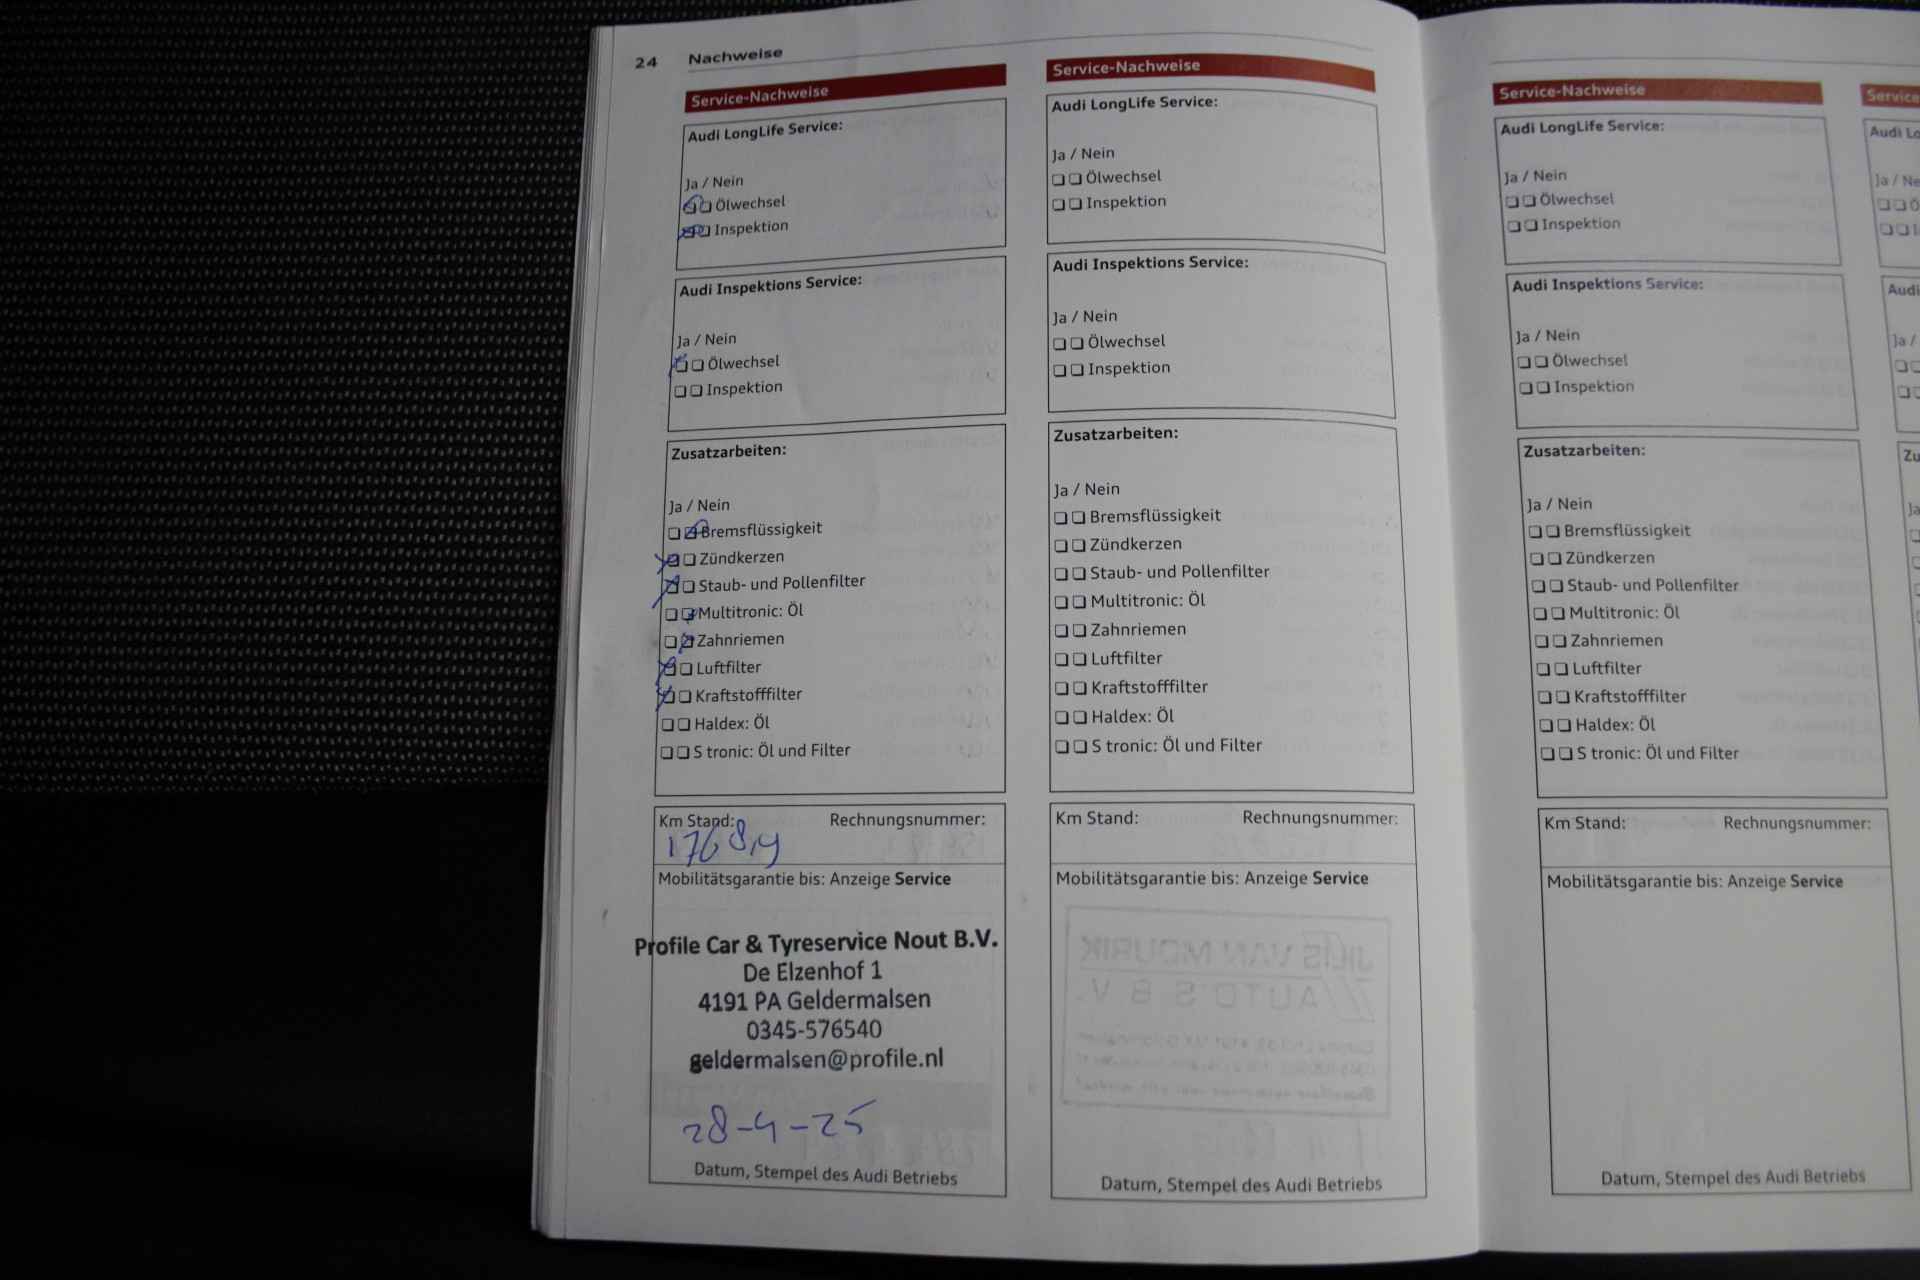 24 Nachweise
Service-Nachweise
Audi LongLife Service:
Ja / Nein
Ölwechsel
Inspektion
Audi Inspektions Service:
Ja / Nein
Ölwechsel
Inspektion
Zusatzarbeiten:
Ja / Nein
Bremsflüssigkeit
Zündkerzen
Staub- und Pollenfilter
Multitronic: Öl
Zahnriemen
Luftfilter
Kraftstofffilter
Haldex: Öl
S tronic: Öl und Filter
Km Stand: Rechnungsnummer:
Mobilitätsgarantie bis: Anzeige Service
Profile Car & Tyreservice Nout B.V.
De Elzenhof 1
4191 PA Geldermalsen
0345-576540
geldermalsen@profile.nl
28-4-25
Datum, Stempel des Audi Betriebs
Service-Nachweise
Audi LongLife Service:
Ja / Nein
Ölwechsel
Inspektion
Audi Inspektions Service:
Ja / Nein
Ölwechsel
Inspektion
Zusatzarbeiten:
Ja / Nein
Bremsflüssigkeit
Zündkerzen
Staub- und Pollenfilter
Multitronic: Öl
Zahnriemen
Luftfilter
Kraftstofffilter
Haldex: Öl
S tronic: Öl und Filter
Km Stand: Rechnungsnummer:
Mobilitätsgarantie bis: Anzeige Service
Datum, Stempel des Audi Betriebs
Service-Nachweise
Audi LongLife Service:
Ja / Nein
Ölwechsel
Inspektion
Audi Inspektions Service:
Ja / Nein
Ölwechsel
Inspektion
Zusatzarbeiten:
Ja / Nein
Bremsflüssigkeit
Zündkerzen
Staub- und Pollenfilter
Multitronic: Öl
Zahnriemen
Luftfilter
Kraftstofffilter
Haldex: Öl
S tronic: Öl und Filter
Km Stand: Rechnungsnummer:
Mobilitätsgarantie bis: Anzeige Service
Datum, Stempel des Audi Betriebs
Service
Audi
Ja /
Audi
Ja /